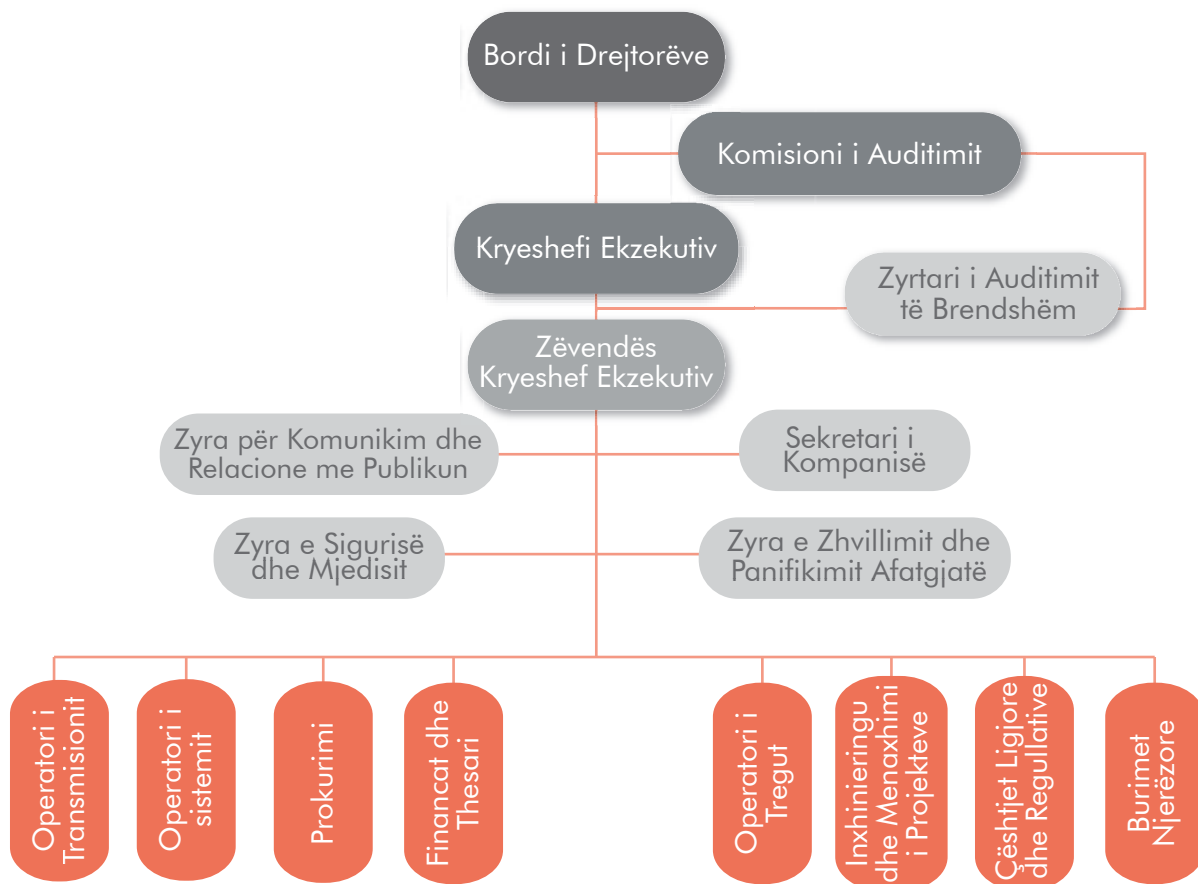 Bordi i Drejtorëve
Komisioni i Auditimit
Kryeshefi Ekzekutiv
Zyrtari i Auditimit
të Brendshëm
Zëvendës
Kryeshef Ekzekutiv
Zyra për Komunikim dhe
Relacione me Publikun
Sekretari i
Kompanisë
Zyra e Sigurisë
dhe Mjedisit
Zyra e Zhvillimit dhe
Panifikimit Afatgjatë
Operatori i
Transmisionit
Operatori i
sistemit
Prokurimi
Financat dhe
Thesari
Operatori i
Tregut
Inxhinieringu
dhe Menaxhimi
i Projekteve
Çështjet Ligjore
dhe Regullative
Burimet
Njerëzore